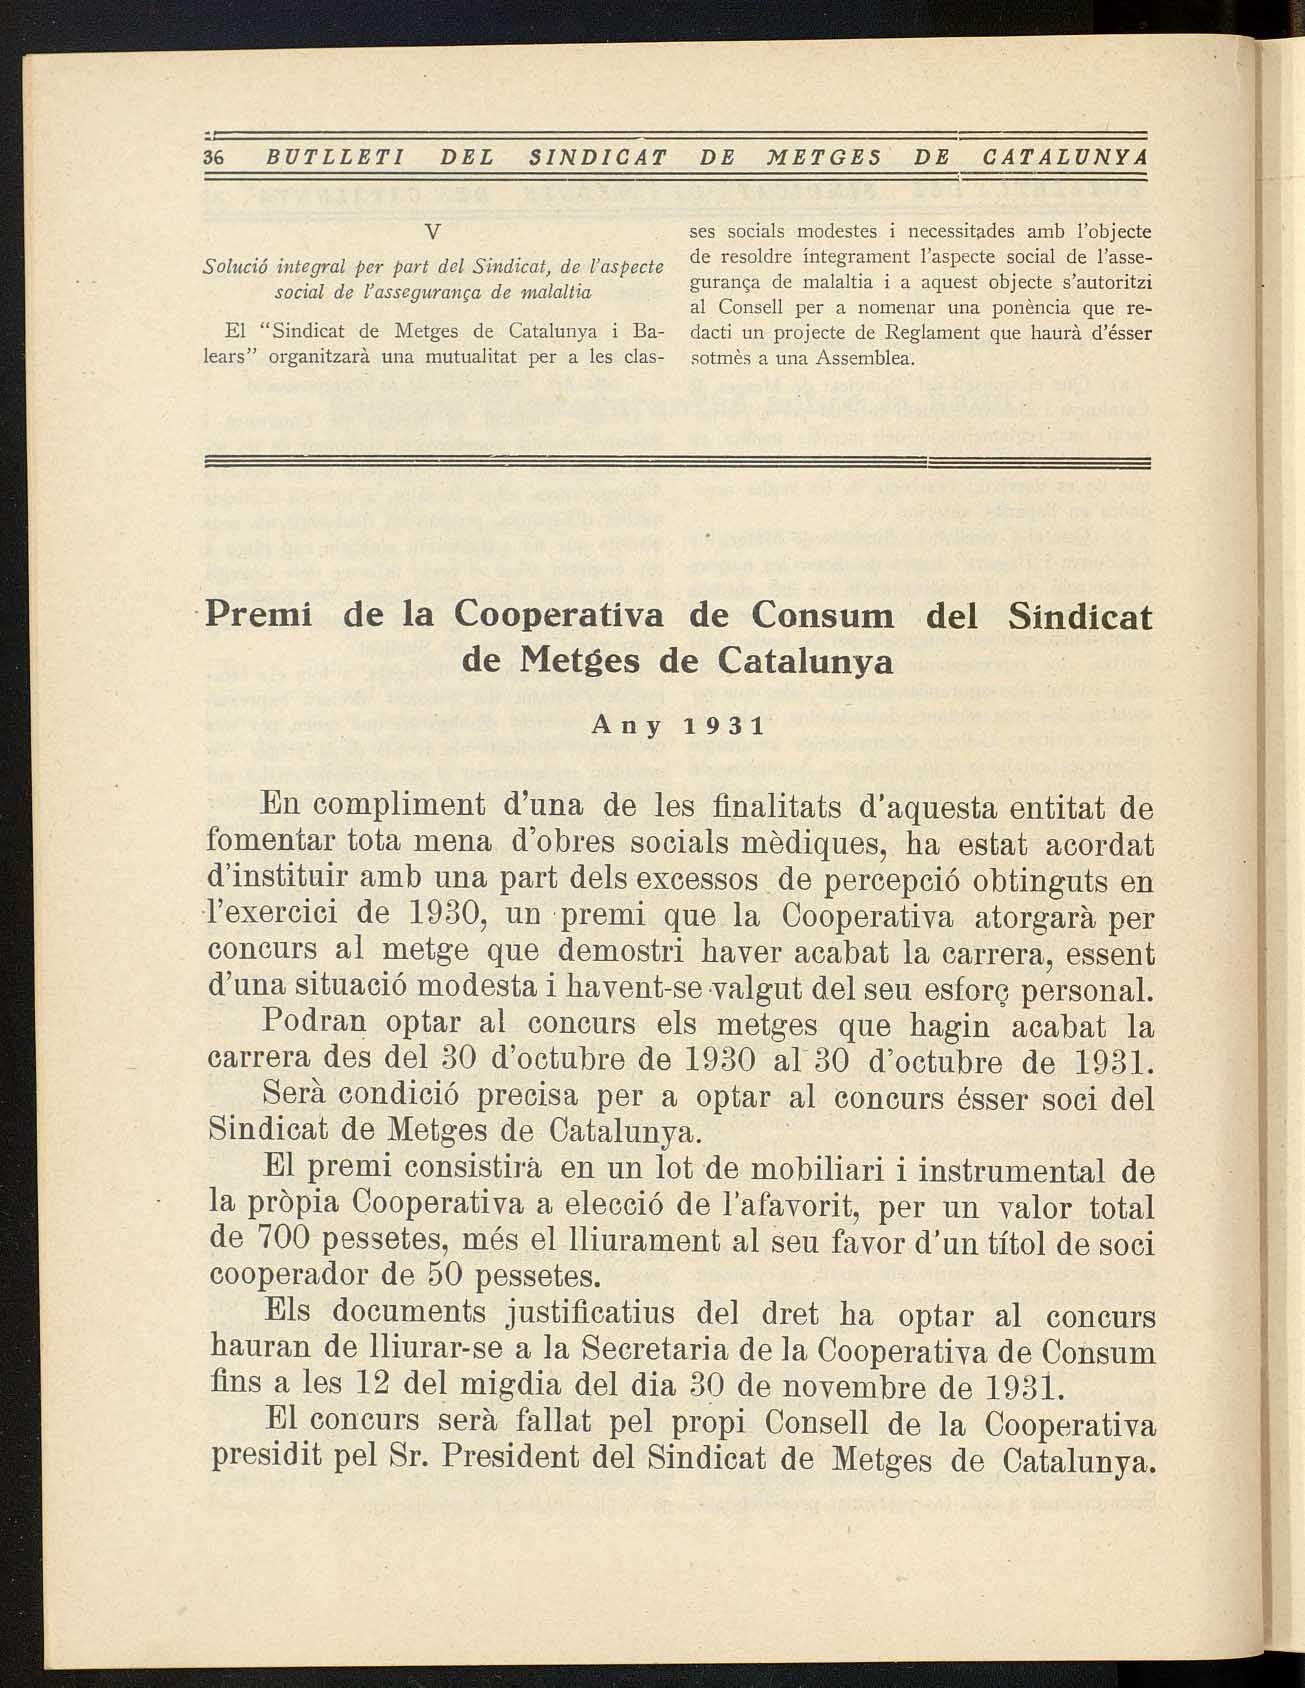 36 BUTLLETI DEL SINDICAT DE METGES DE CATALUNYA
V
Solució integral per part del Sindicat, de l'aspecte
social de l'assegurança de malaltia
El "Sindicat de Metges de Catalunya i Ba-
lears" organitzarà una mutualitat per a les clas-
ses socials modestes i necessitades amb l'objecte
de resoldre íntegrament l'aspecte social de l'asse-
gurança de malaltia i a aquest objecte s'autoritzi
al Consell per a nomenar una ponència que re-
dacti un projecte de Reglament que haurà d'ésser
sotmès a una Assemblea.
Premi de la Cooperativa de Consum del Sindicat
de Metges de Catalunya
Any 1931
En compliment d'una de les finalitats d'aquesta entitat de
fomentar tota mena d'obres socials mèdiques, ha estat acordat
d'instituir amb una part dels excessos de percepció obtinguts en
l'exercici de 1930, un premi que la Cooperativa atorgarà per
concurs al metge que demostri haver acabat la carrera, essent
d'una situació modesta i havent-se valgut del seu esforç personal.
Podran optar al concurs els metges que hagin acabat la
carrera des del 30 d'octubre de 1930 al 30 d'octubre de 1931.
Serà condició precisa per a optar al concurs ésser soci del
Sindicat de Metges de Catalunya.
El premi consistirà en un lot de mobiliari i instrumental de
la pròpia Cooperativa a elecció de l'afavorit, per un valor total
de 700 pessetes, més el lliurament al seu favor d'un títol de soci
cooperador de 50 pessetes.
Els documents justificatius del dret ha optar al concurs
hauran de lliurar-se a la Secretaria de la Cooperativa de Consum
fins a les 12 del migdia del dia 30 de novembre de 1931.
El concurs serà fallat pel propi Consell de la Cooperativa
presidit pel Sr. President del Sindicat de Metges de Catalunya.